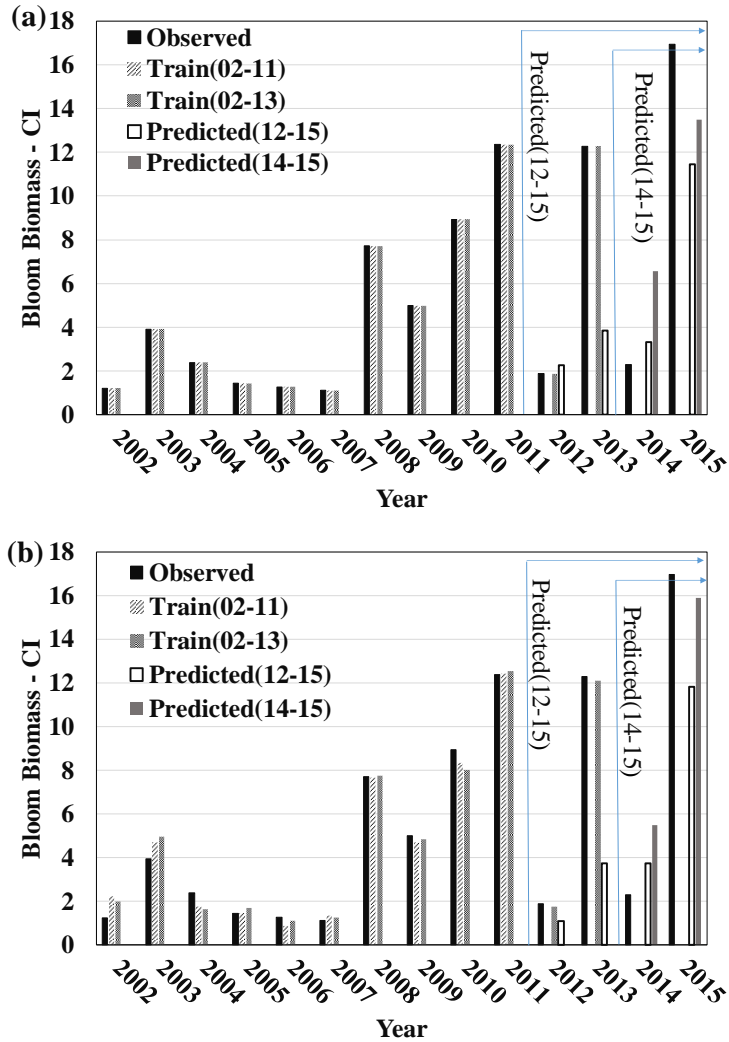 (a)
18
16
14
12
10
8
6
4
2
0
Bloom Biomass - CI
Observed
Train(02-11)
Train(02-13)
Predicted(12-15)
Predicted(14-15)
Predicted(12-15)
Predicted(14-15)
2002
2003
2004
2005
2006
2007
2008
2009
2010
2011
2012
2013
2014
2015
Year
(b)
18
16
14
12
10
8
6
4
2
0
Bloom Biomass - CI
Observed
Train(02-11)
Train(02-13)
Predicted(12-15)
Predicted(14-15)
Predicted(12-15)
Predicted(14-15)
2002
2003
2004
2005
2006
2007
2008
2009
2010
2011
2012
2013
2014
2015
Year